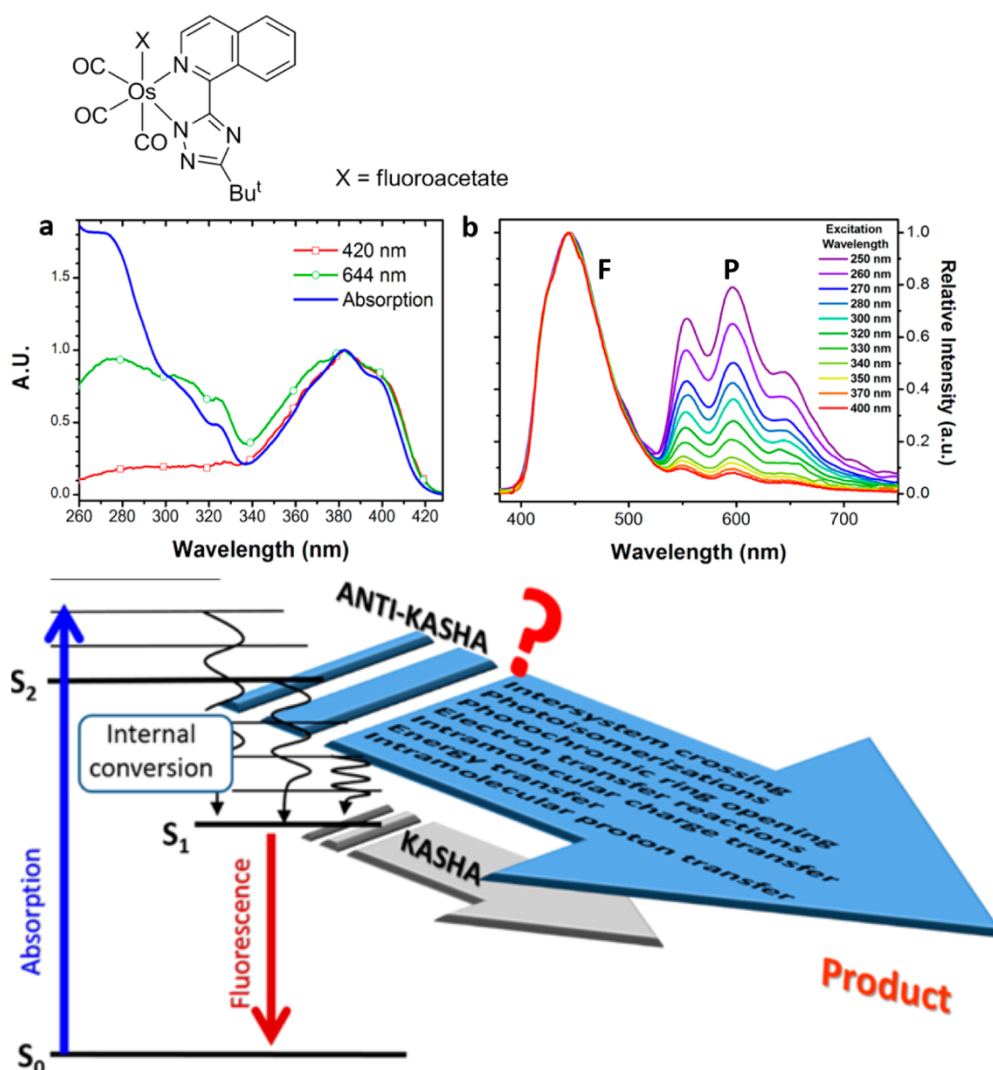 X
OC
Os
N
OC
CO
N
N
N
Bu^t
X = fluoroacetate
a
420 nm
644 nm
Absorption
A.U.
1.5
1.0
0.5
0.0
260 280 300 320 340 360 380 400 420
Wavelength (nm)
b
F
P
Excitation
Wavelength
250 nm
260 nm
270 nm
280 nm
300 nm
320 nm
330 nm
340 nm
350 nm
370 nm
400 nm
1.0
0.8
0.6
0.4
0.2
0.0
Relative Intensity (a.u.)
400 500 600 700
Wavelength (nm)
ANTI-KASHA
?
Intersystem crossing
Photoisomerizations
Photochromic ring opening
Electron transfer reactions
Intramolecular charge transfer
Energy transfer
Intramolecular proton transfer
S2
Internal
conversion
S1
KASHA
Absorption
Fluorescence
Product
S0